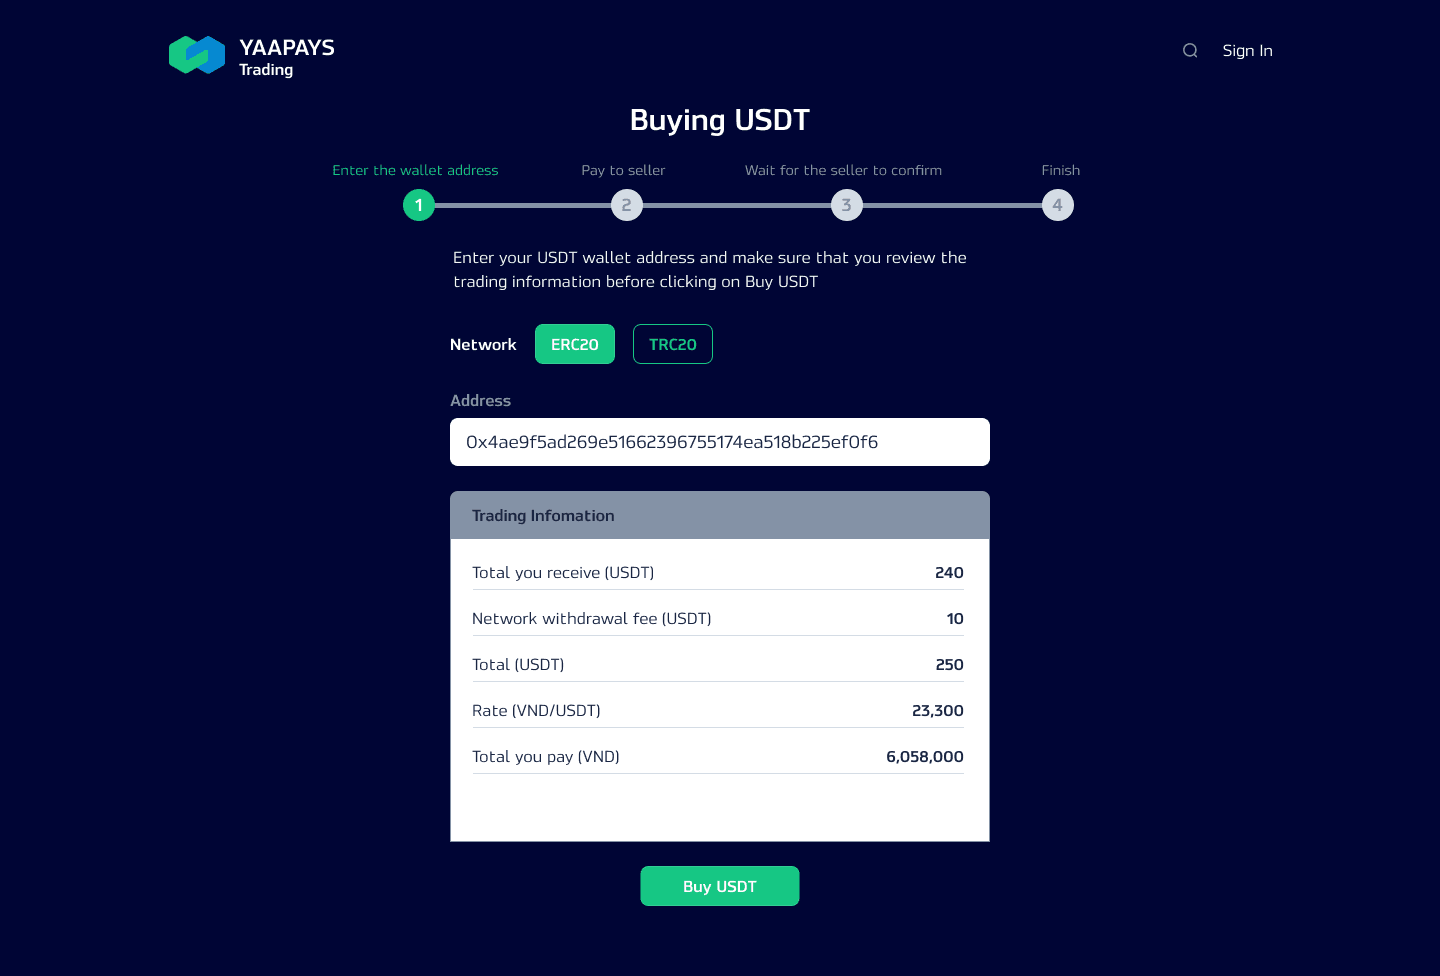 YAAPAYS
Trading
Sign In
Buying USDT
Enter the wallet address
Pay to seller
Wait for the seller to confirm
Finish
1
2
3
4
Enter your USDT wallet address and make sure that you review the
trading information before clicking on Buy USDT
Network ERC20 TRC20
Address
0x4ae9f5ad269e51662396755174ea518b225ef0f6
Trading Infomation
Total you receive (USDT) 240
Network withdrawal fee (USDT) 10
Total (USDT) 250
Rate (VND/USDT) 23,300
Total you pay (VND) 6,058,000
Buy USDT